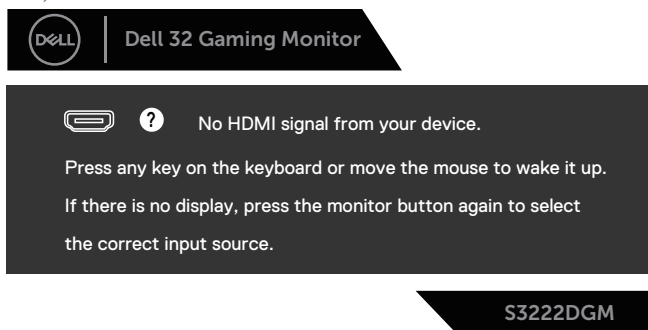 DELL
Dell 32 Gaming Monitor
? No HDMI signal from your device.
Press any key on the keyboard or move the mouse to wake it up.
If there is no display, press the monitor button again to select
the correct input source.
S3222DGM